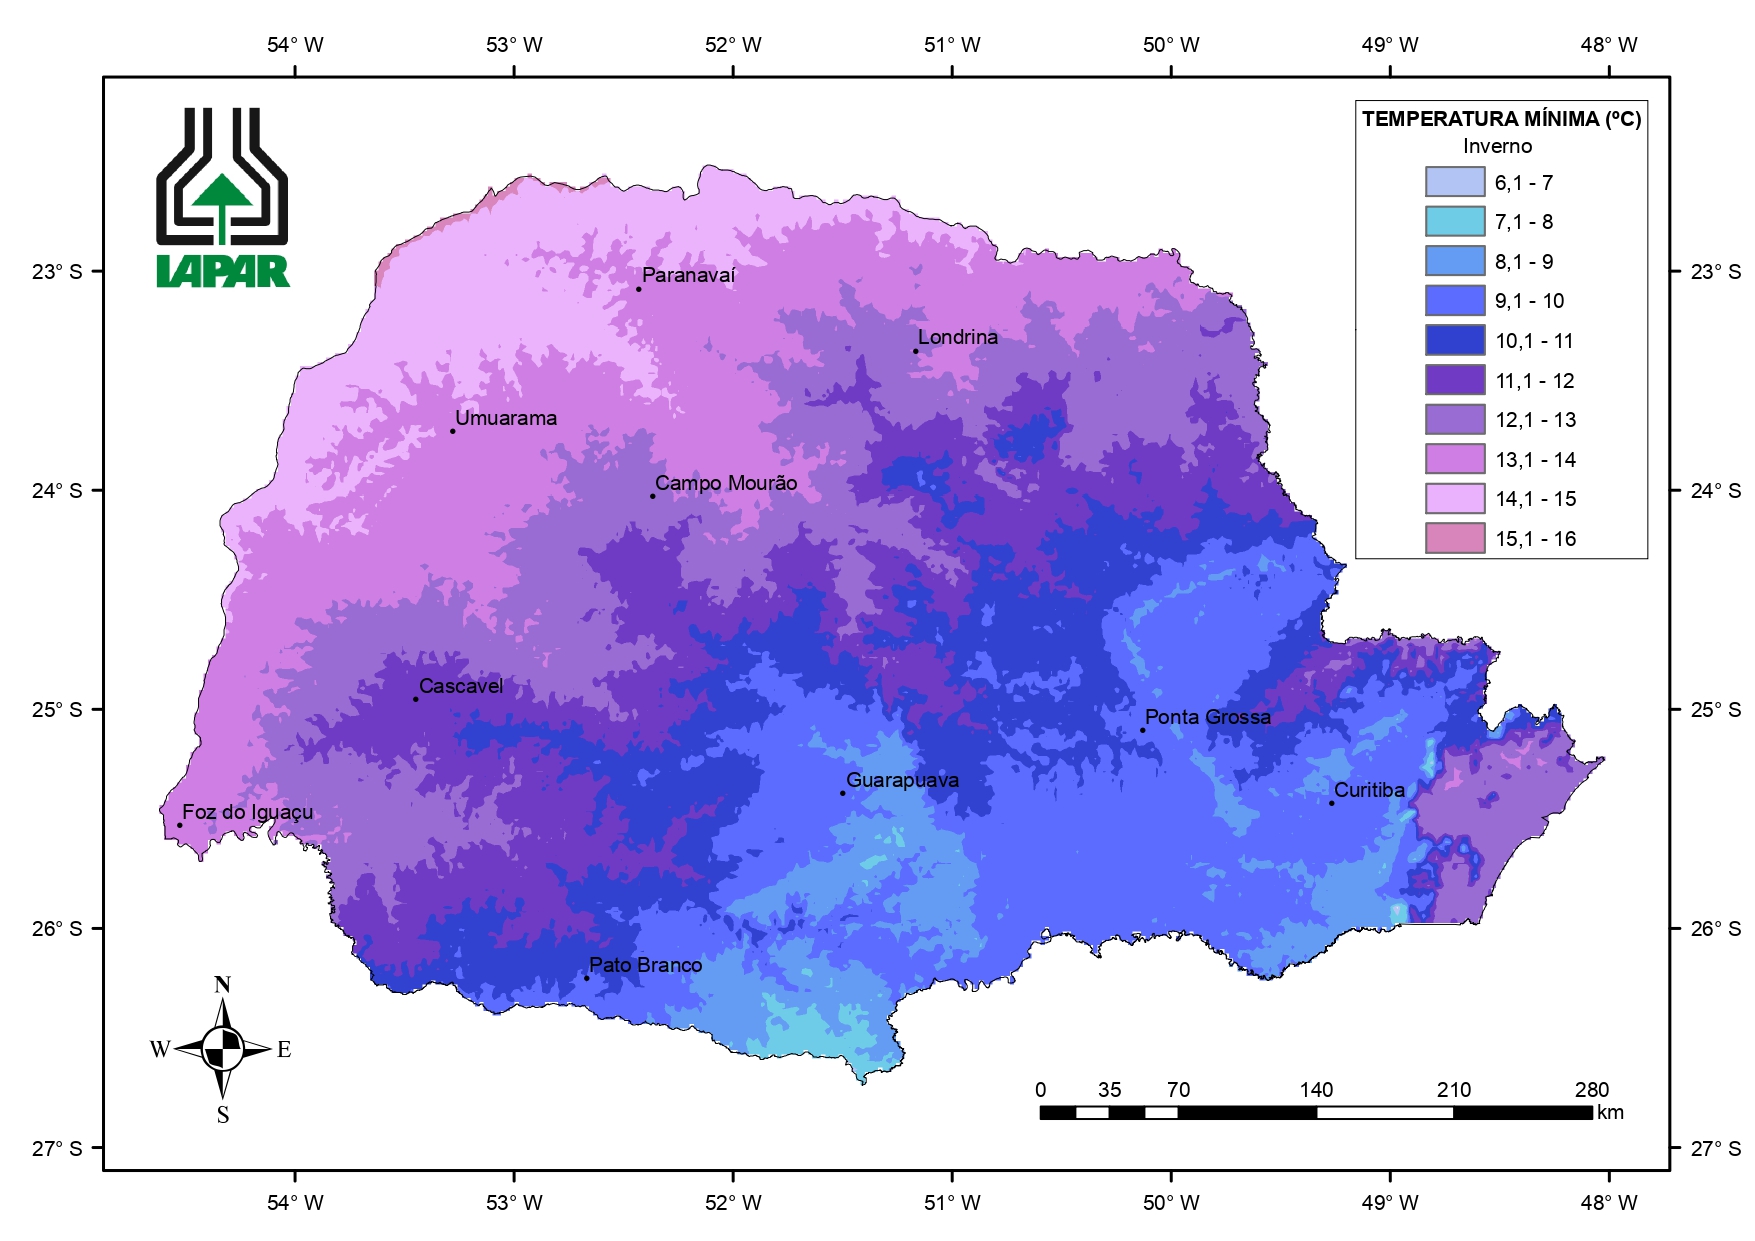 54° W 53° W 52° W 51° W 50° W 49° W 48° W
IAPAR
TEMPERATURA MÍNIMA (ºC)
Inverno
6,1 - 7
7,1 - 8
8,1 - 9
9,1 - 10
10,1 - 11
11,1 - 12
12,1 - 13
13,1 - 14
14,1 - 15
15,1 - 16
23° S 23° S
Paranavaí
Londrina
Umuarama
Campo Mourão
24° S 24° S
Cascavel
25° S 25° S
Ponta Grossa
Guarapuava
Curitiba
Foz do Iguaçu
26° S 26° S
Pato Branco
N
W E
S
0 35 70 140 210 280
km
27° S 27° S
54° W 53° W 52° W 51° W 50° W 49° W 48° W